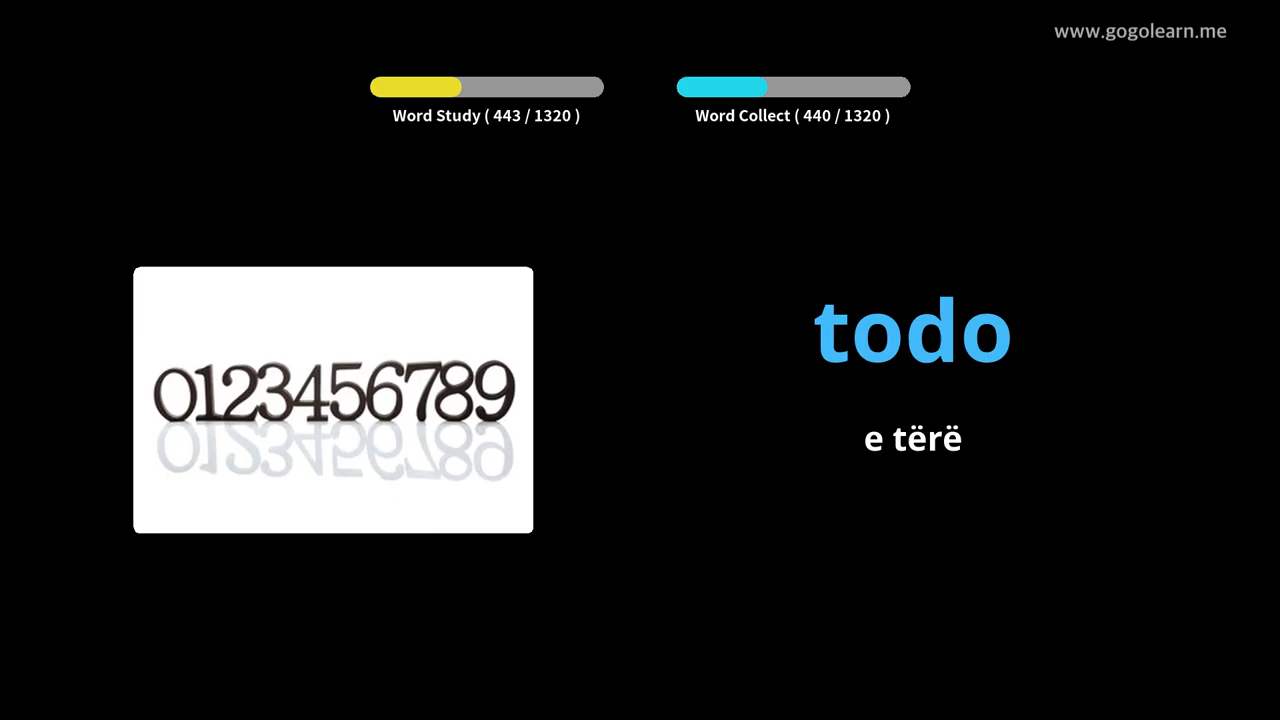 www.gogolearn.me
Word Study ( 443 / 1320 )
Word Collect ( 440 / 1320 )
0123456789
todo
e tërë